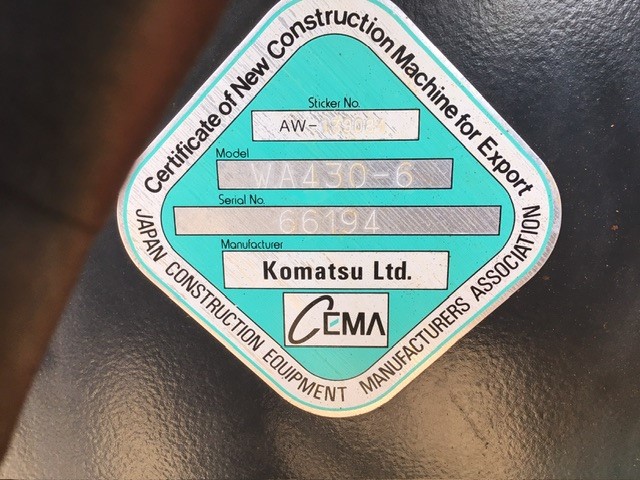 Certificate of New Construction Machine for Export
Sticker No.
AW-
Model
WA430-6
Serial No.
66194
Manufacturer
Komatsu Ltd.
CEMA
JAPAN CONSTRUCTION EQUIPMENT MANUFACTURERS ASSOCIATION